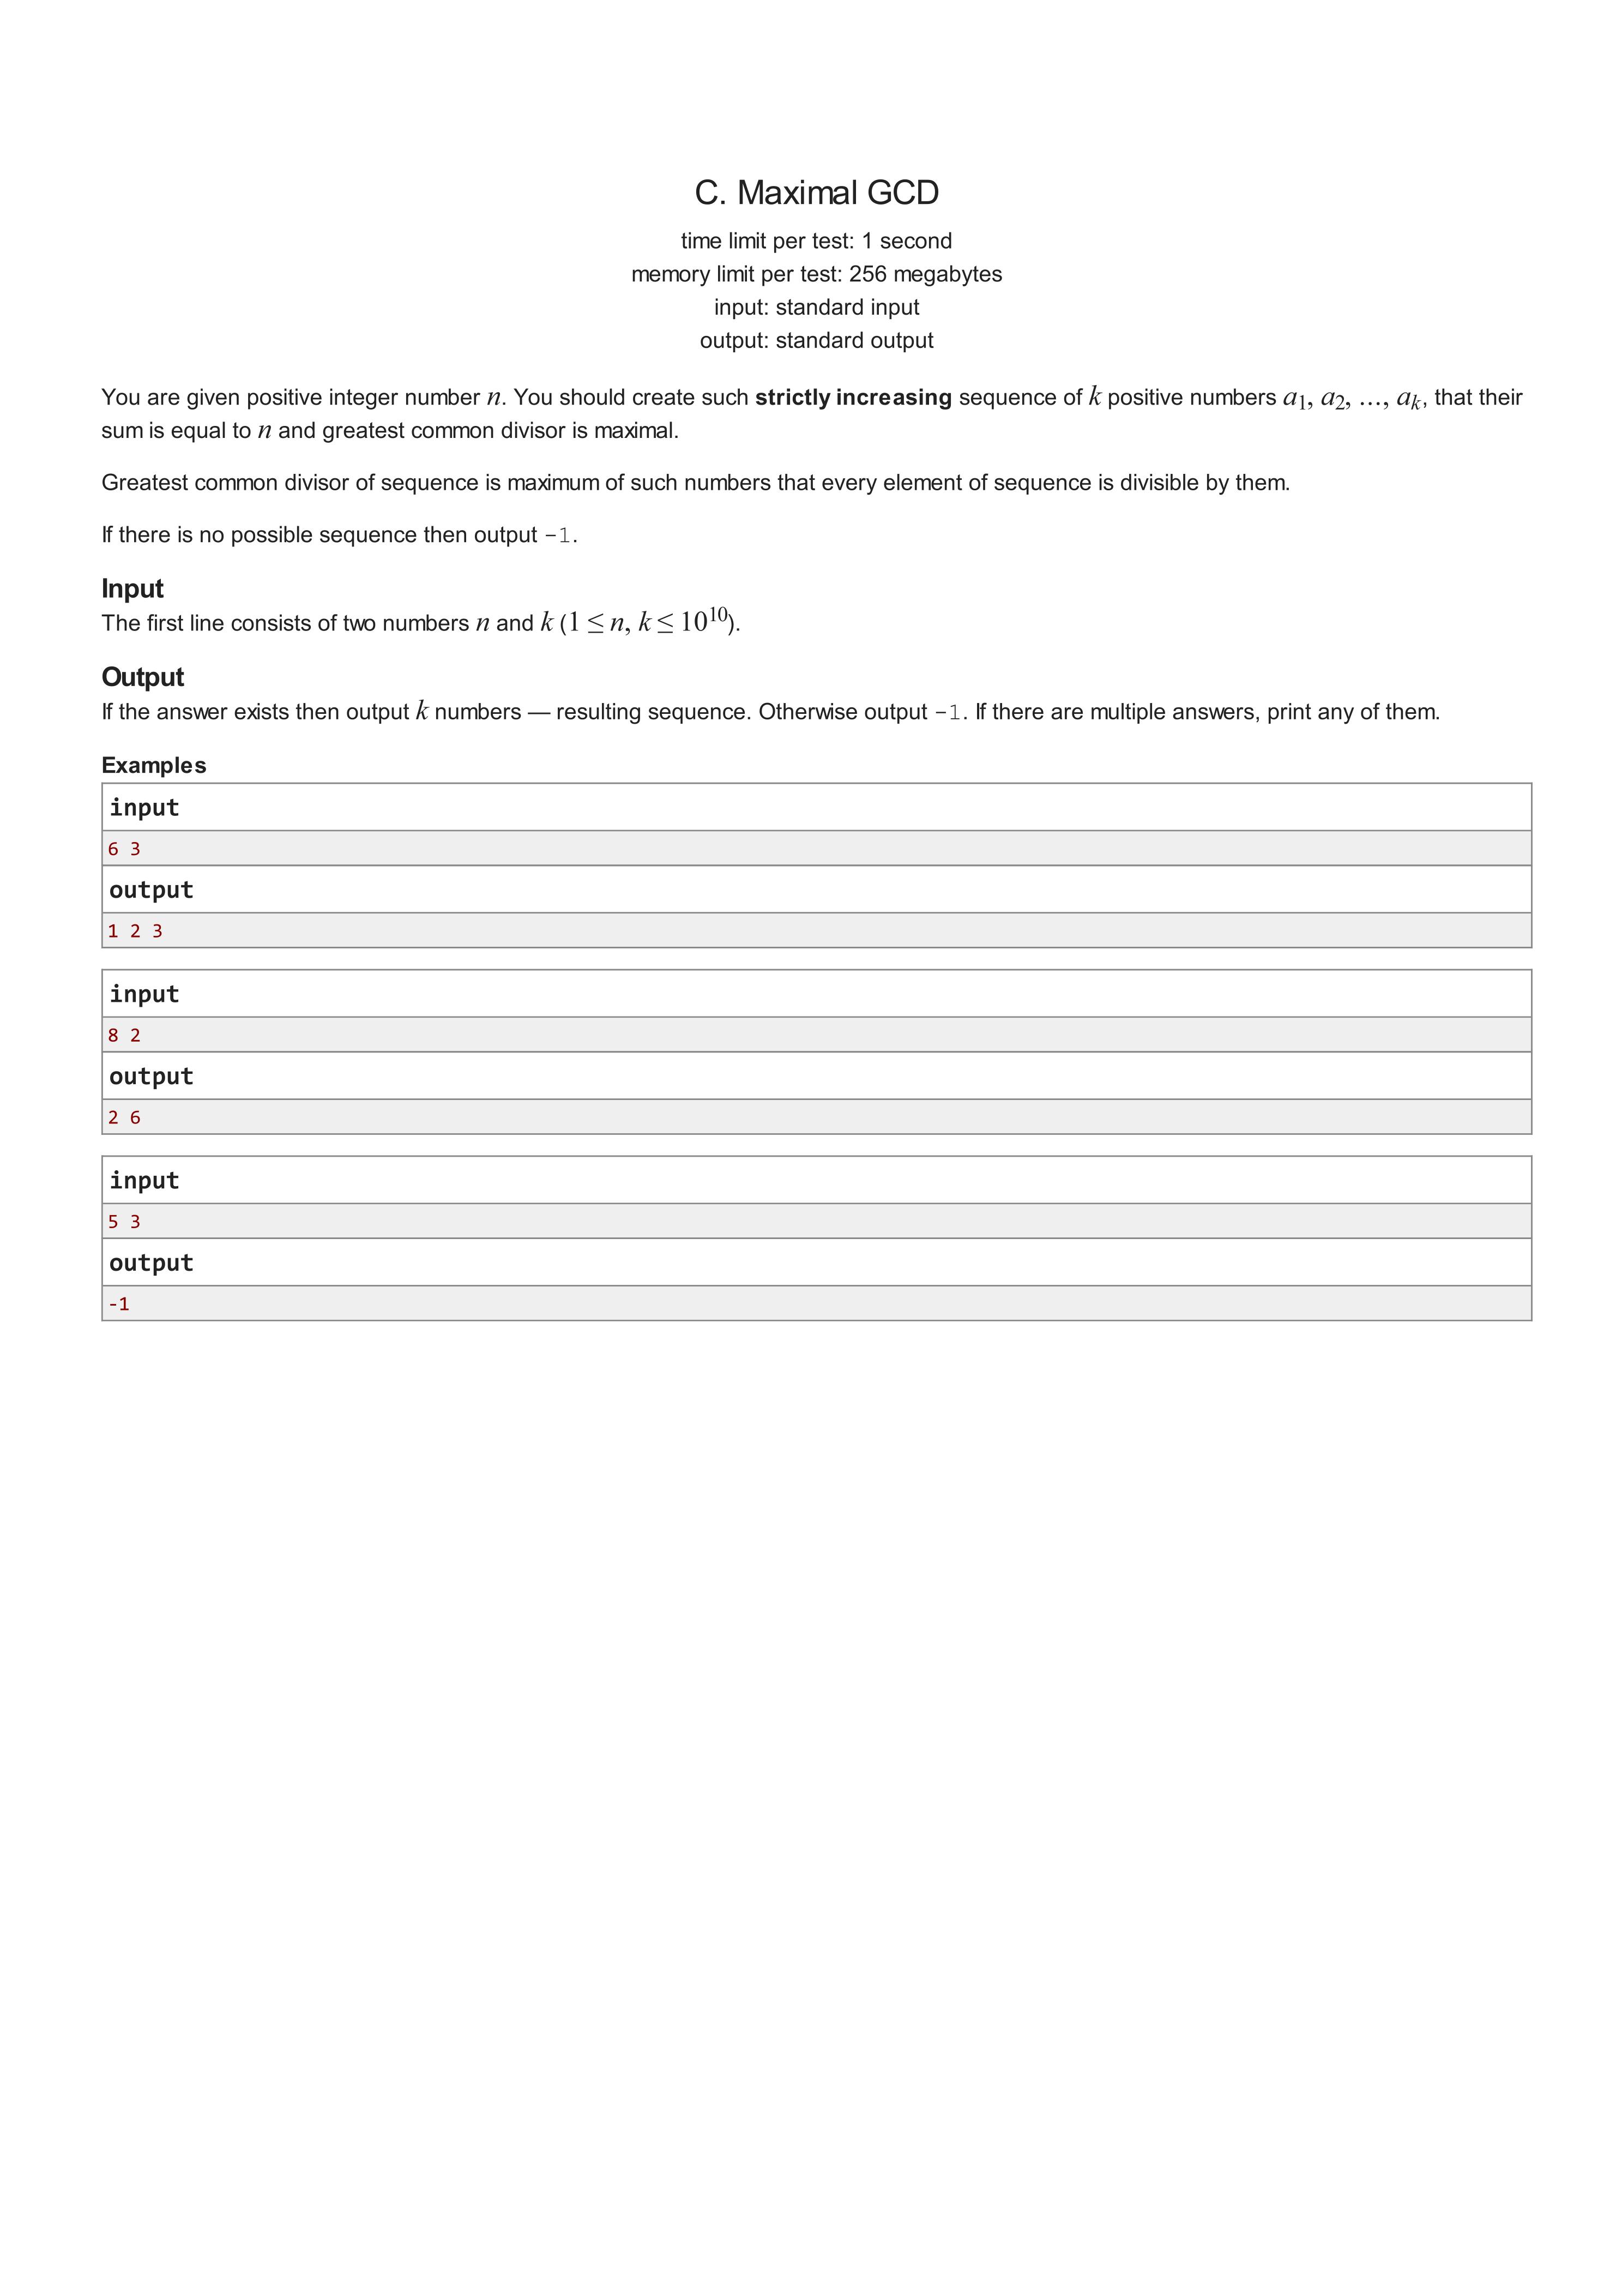 C. Maximal GCD
time limit per test: 1 second
memory limit per test: 256 megabytes
input: standard input
output: standard output
You are given positive integer number n. You should create such strictly increasing sequence of k positive numbers a1, a2, ..., ak, that their
sum is equal to n and greatest common divisor is maximal.
Greatest common divisor of sequence is maximum of such numbers that every element of sequence is divisible by them.
If there is no possible sequence then output -1.
Input
The first line consists of two numbers n and k (1 ≤ n, k ≤ 10^10).
Output
If the answer exists then output k numbers — resulting sequence. Otherwise output -1. If there are multiple answers, print any of them.
Examples
input
6 3
output
1 2 3
input
8 2
output
2 6
input
5 3
output
-1